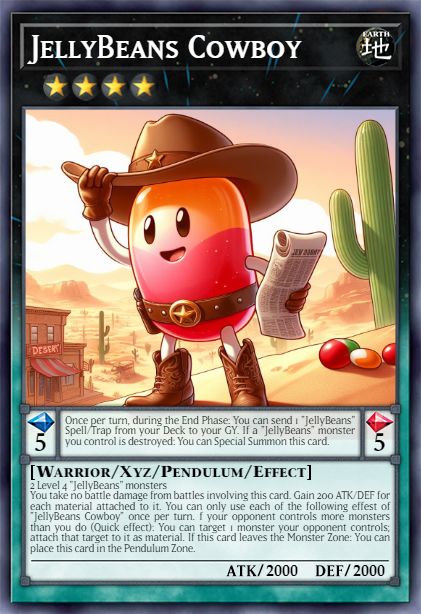 JellyBeans Cowboy
EARTH
地
DESERT
5
Once per turn, during the End Phase: You can send 1 "JellyBeans"
Spell/Trap from your Deck to your GY. If a "JellyBeans" monster
you control is destroyed: You can Special Summon this card.
5
[Warrior/Xyz/Pendulum/Effect]
2 Level 4 "JellyBeans" monsters
You take no battle damage from battles involving this card. Gain 200 ATK/DEF for
each material attached to it. You can only use each of the following effest of
"JellyBeans Cowboy" once per turn. f your opponent controls more monsters
than you do (Quick effect): You can target 1 monster your opponent controls;
attach that target to it as material. If this card leaves the Monster Zone: You can
place this card in the Pendulum Zone.
ATK/2000 DEF/2000